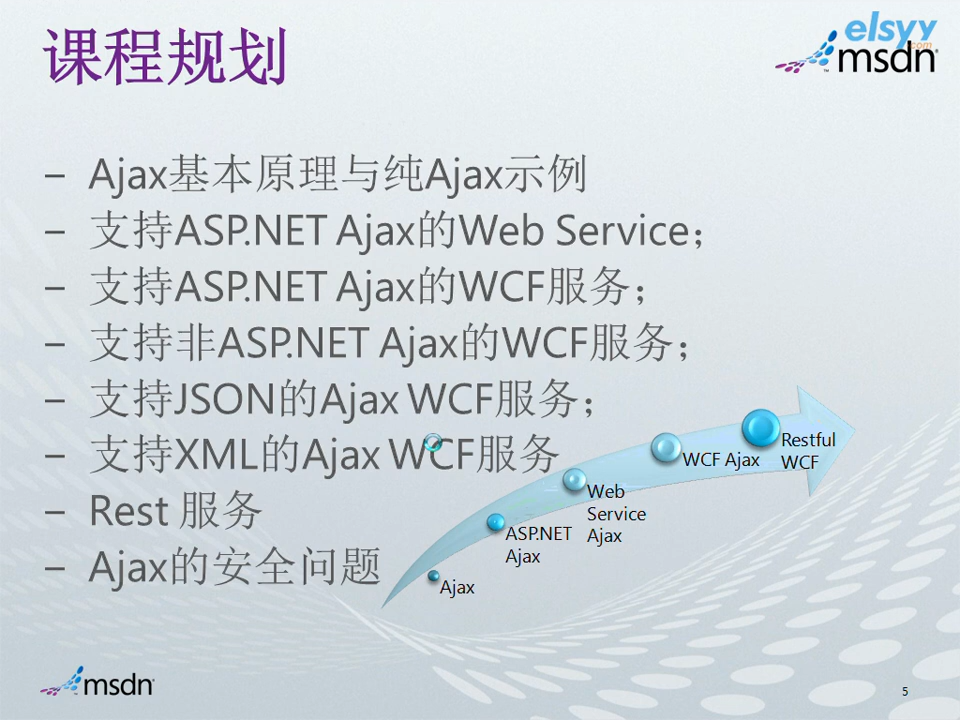 课程规划
elsyy
.com
msdn
– Ajax基本原理与纯Ajax示例
– 支持ASP.NET Ajax的Web Service；
– 支持ASP.NET Ajax的WCF服务；
– 支持非ASP.NET Ajax的WCF服务；
– 支持JSON的Ajax WCF服务；
– 支持XML的Ajax WCF服务
– Rest 服务
– Ajax的安全问题
Ajax
ASP.NET
Ajax
Web
Service
Ajax
WCF Ajax
Restful
WCF
msdn
5